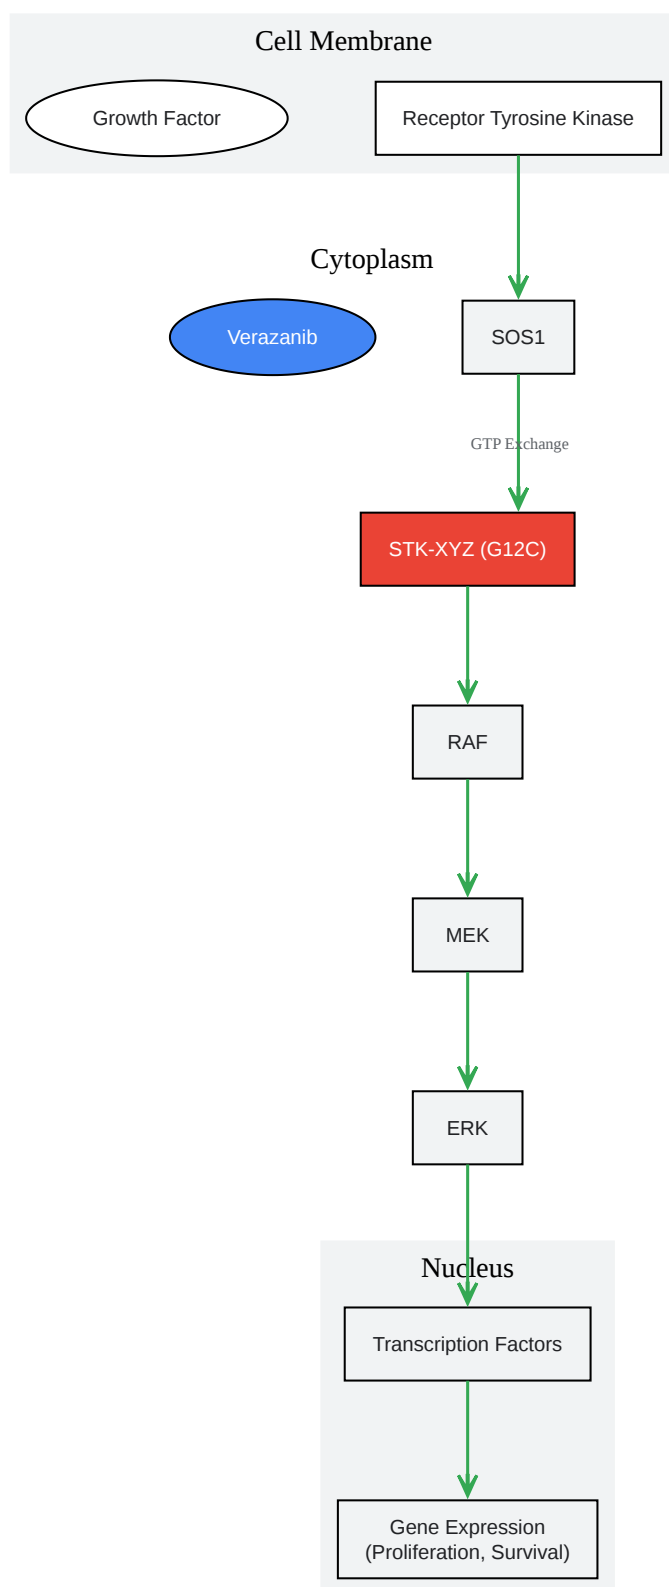 Cell Membrane
Growth Factor
Receptor Tyrosine Kinase
Cytoplasm
Verazanib
SOS1
GTP Exchange
STK-XYZ (G12C)
RAF
MEK
ERK
Nucleus
Transcription Factors
Gene Expression
(Proliferation, Survival)